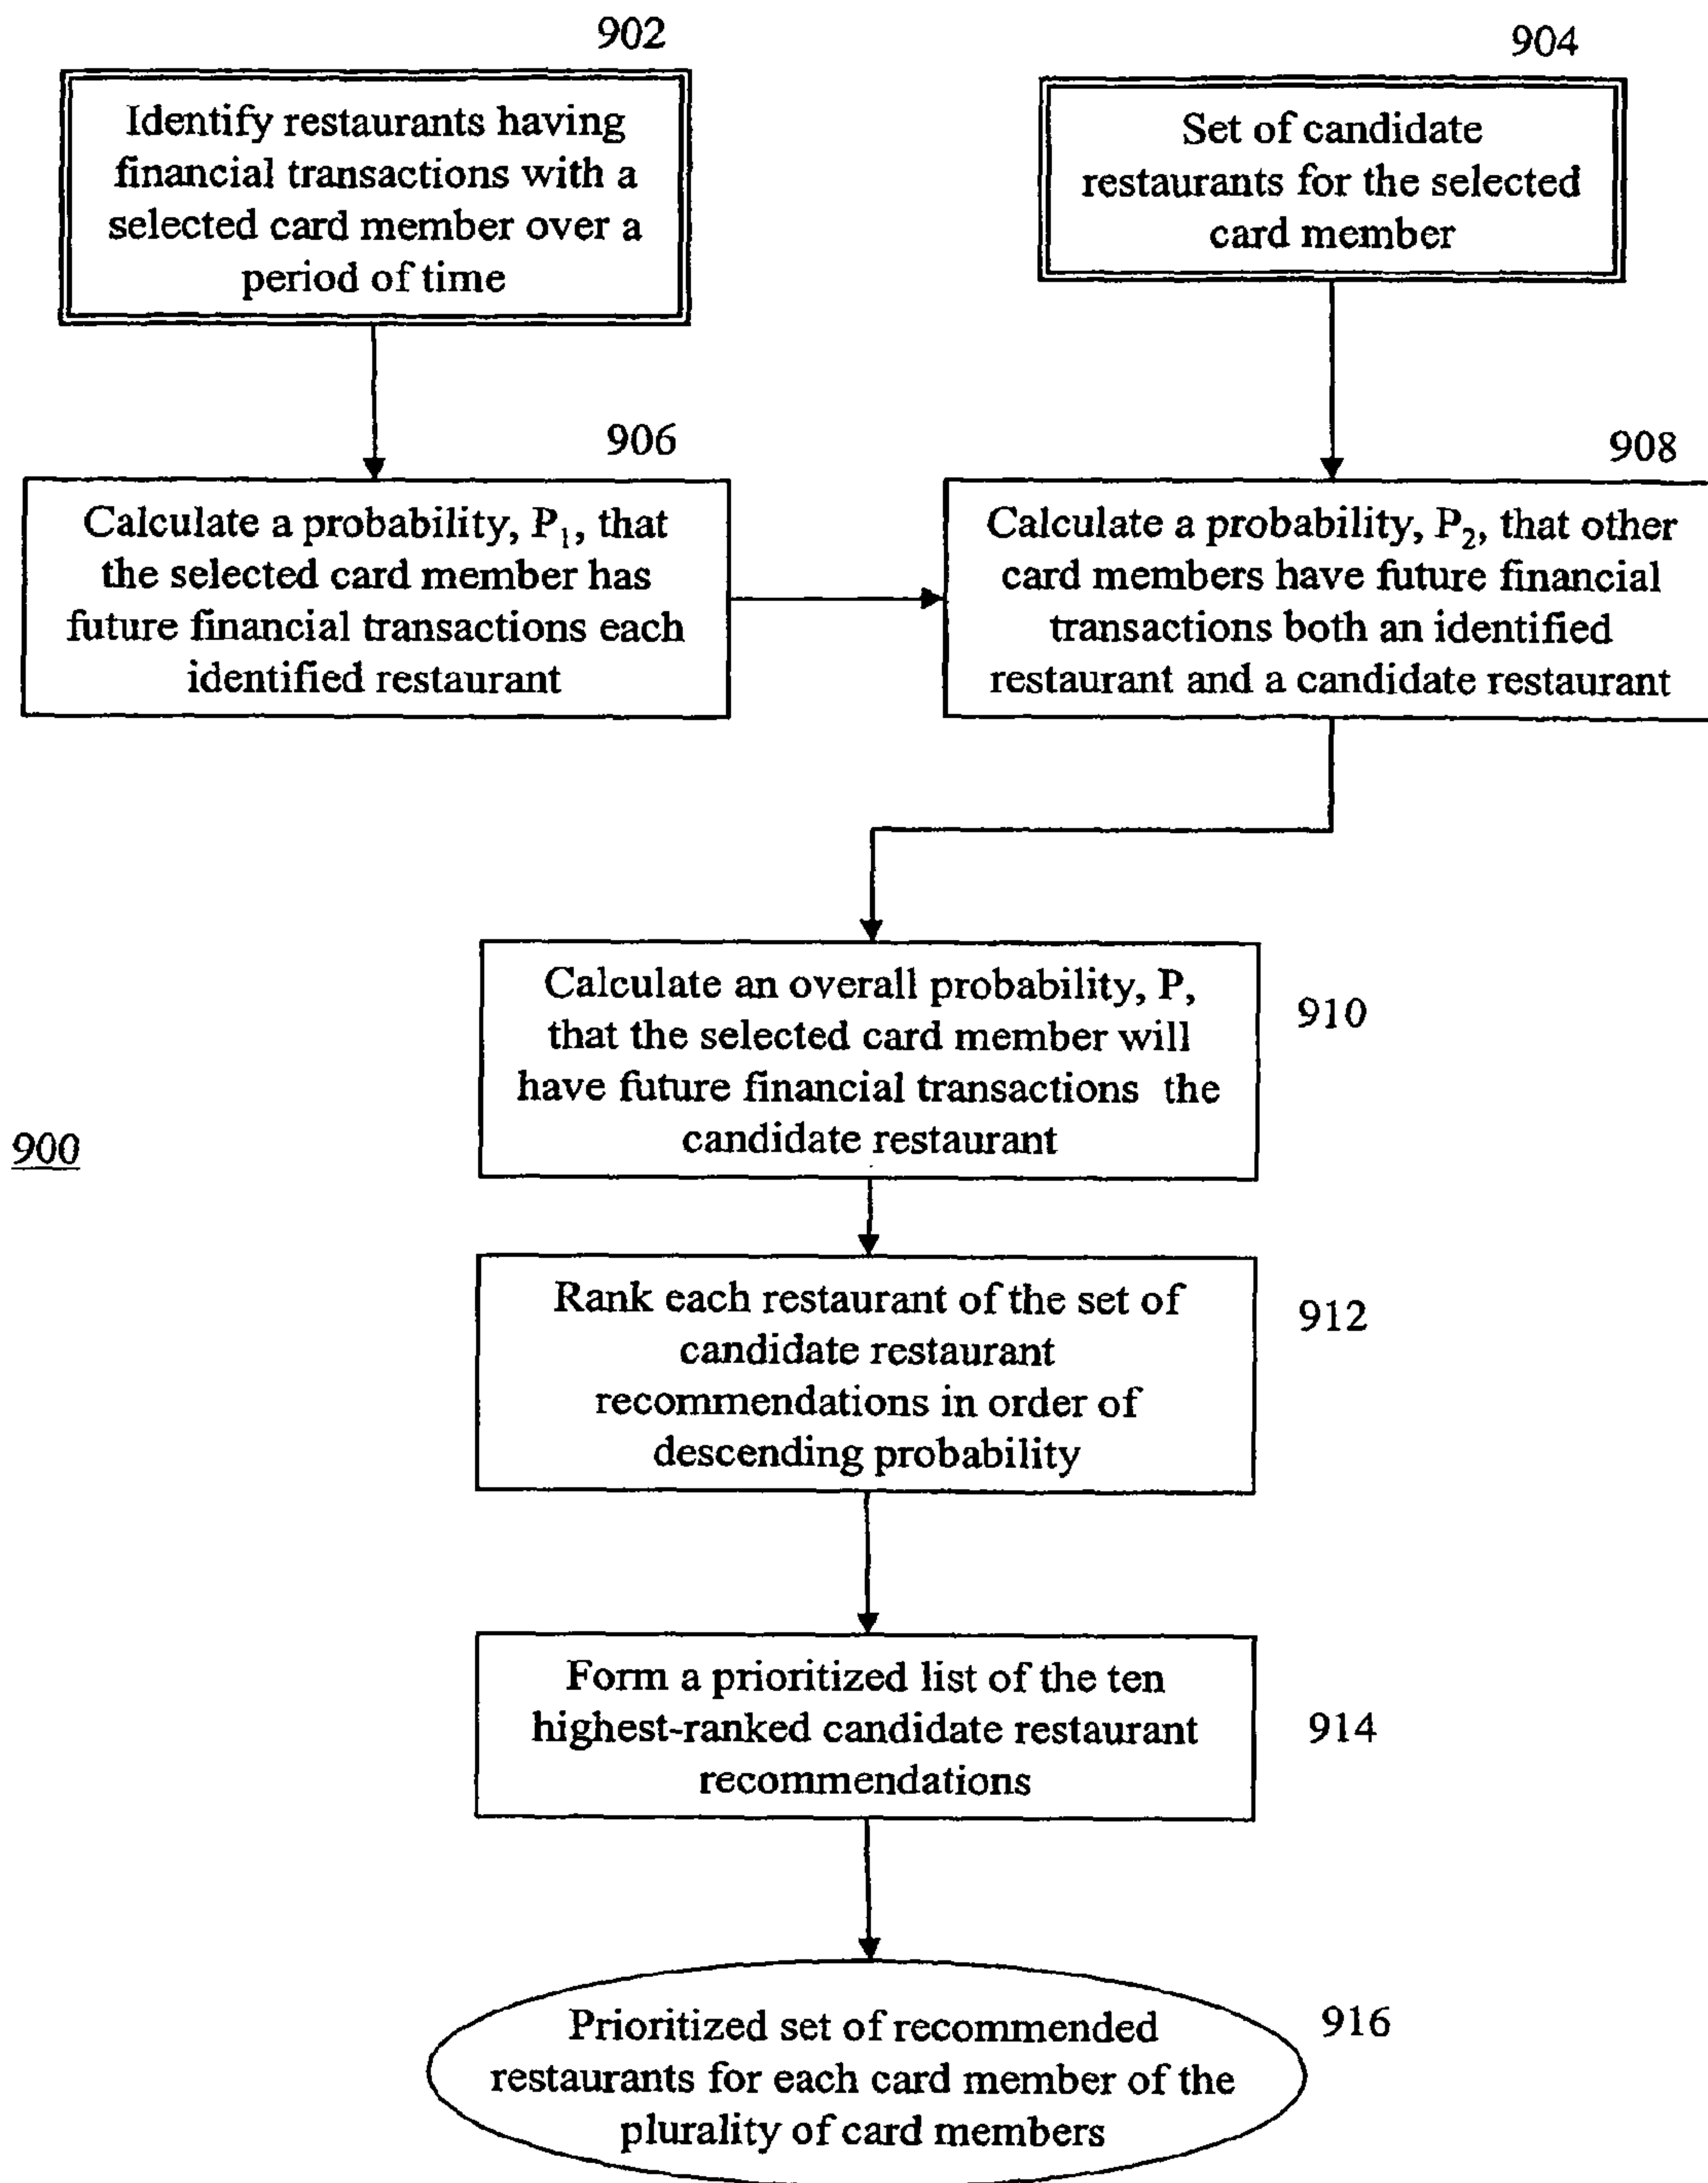 902
Identify restaurants having
financial transactions with a
selected card member over a
period of time
904
Set of candidate
restaurants for the selected
card member
906
Calculate a probability, P₁, that
the selected card member has
future financial transactions each
identified restaurant
908
Calculate a probability, P₂, that other
card members have future financial
transactions both an identified
restaurant and a candidate restaurant
Calculate an overall probability, P,
that the selected card member will
have future financial transactions the
candidate restaurant
910
900
Rank each restaurant of the set of
candidate restaurant
recommendations in order of
descending probability
912
Form a prioritized list of the ten
highest-ranked candidate restaurant
recommendations
914
Prioritized set of recommended
restaurants for each card member of the
plurality of card members
916